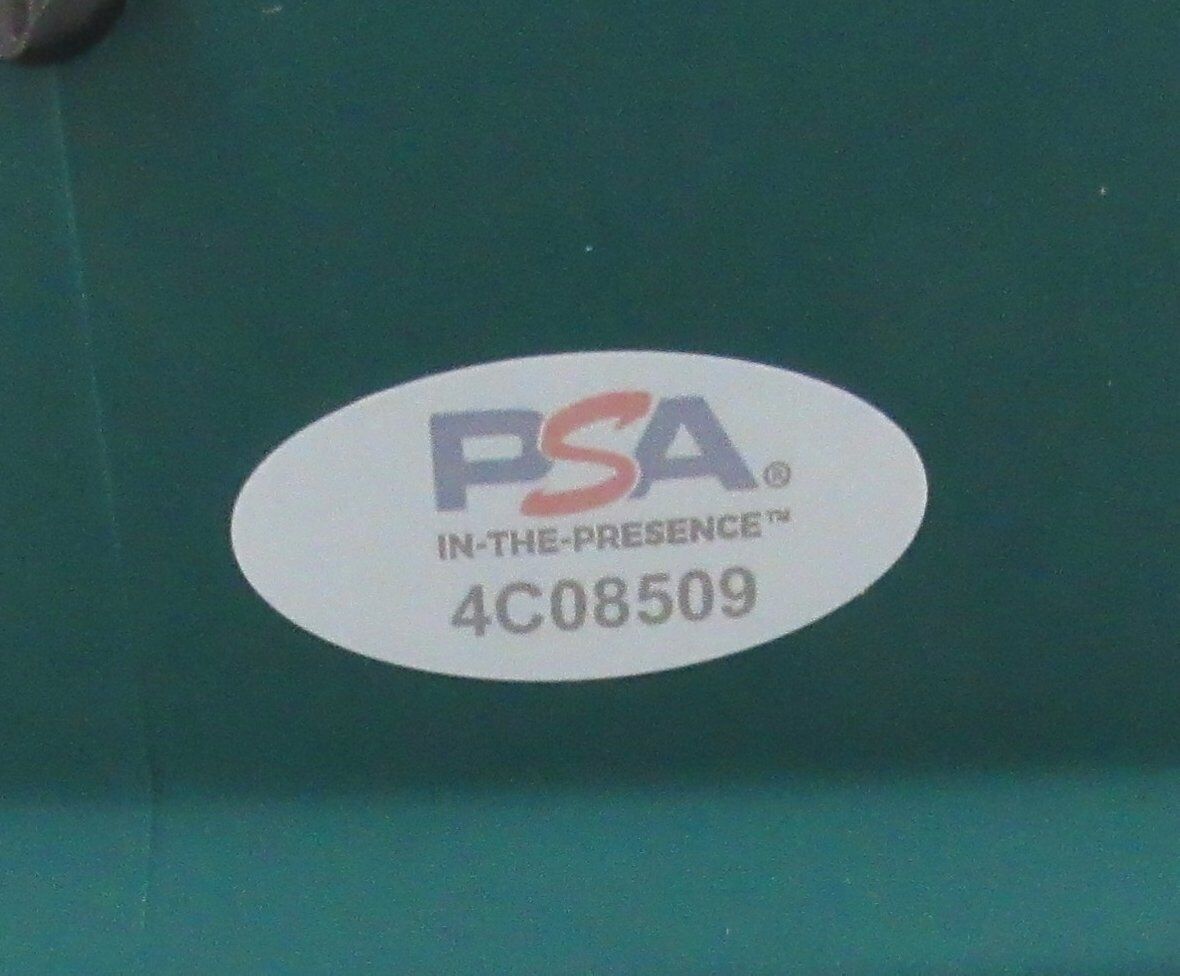 PSA®
IN-THE-PRESENCE™
4C08509